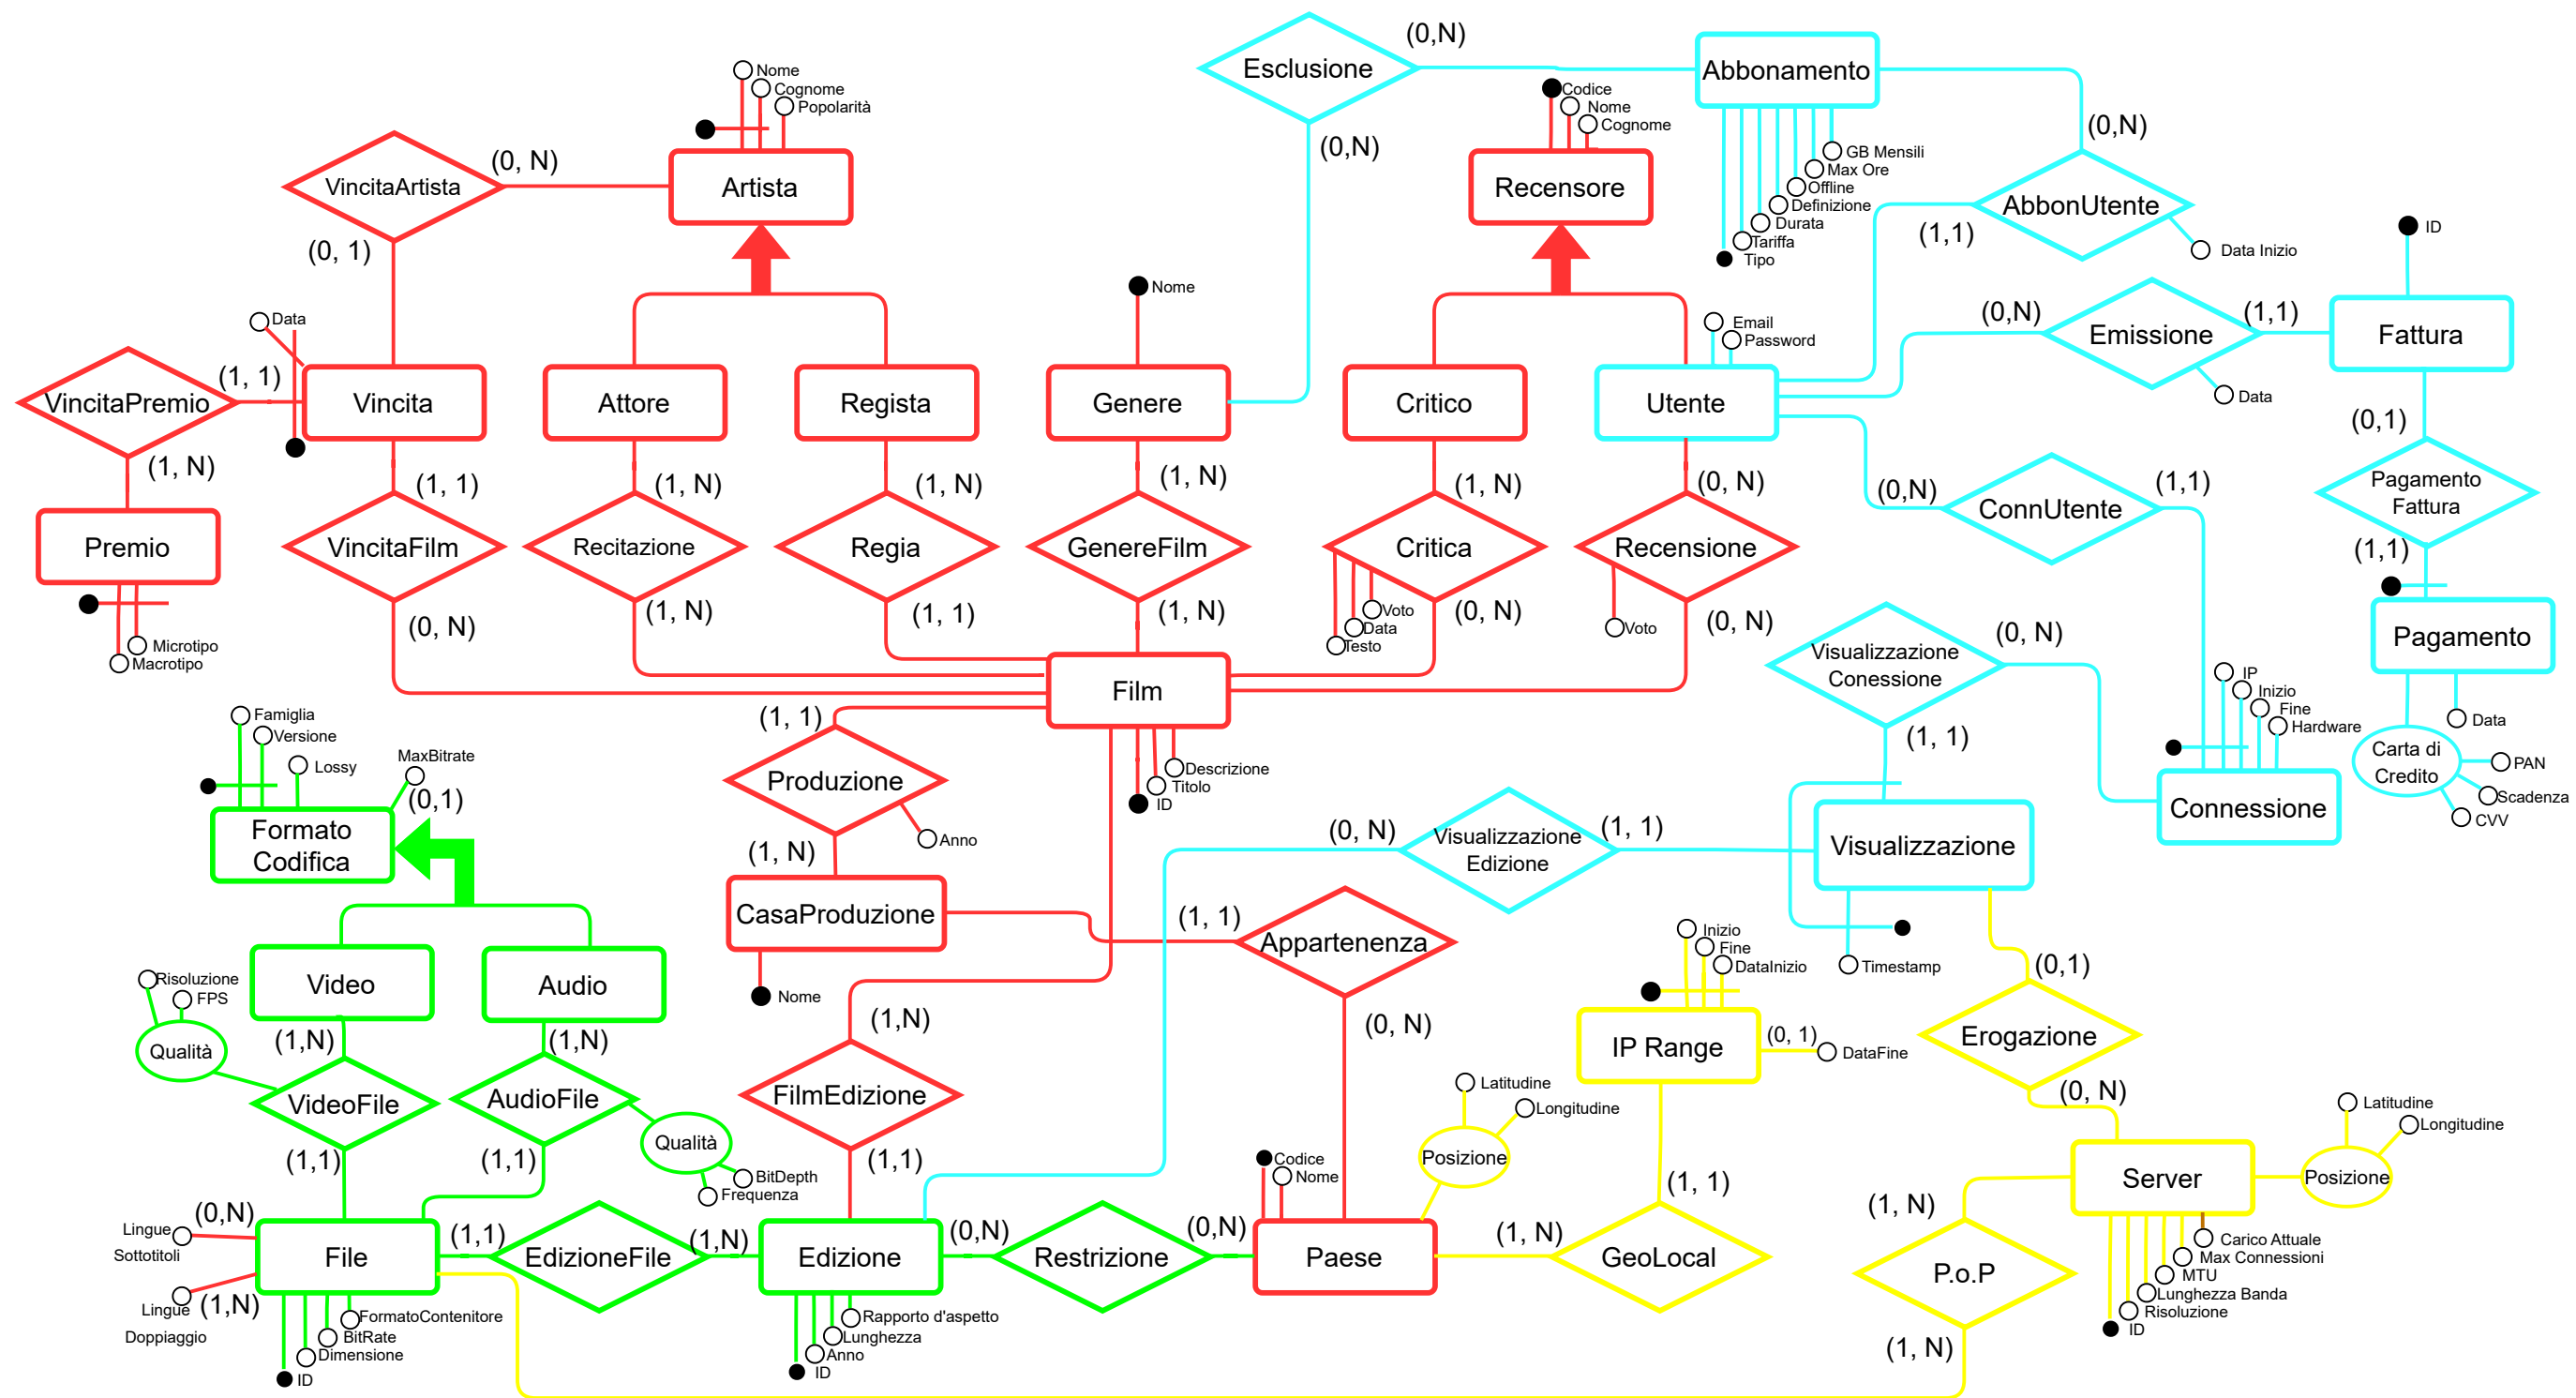 Esclusione
(0,N)
Abbonamento
(0,N)
GB Mensili
Max Ore
Offline
Definizione
Durata
Tariffa
Tipo
(0,N)
AbbonUtente
(1,1)
Data Inizio
Nome
Cognome
Popolarità
Artista
(0, N)
VincitaArtista
(0, 1)
Codice
Nome
Cognome
Recensore
ID
Fattura
(1,1)
Emissione
(0,N)
Data
Email
Password
Utente
Critico
Nome
Genere
Regista
Attore
Data
Vincita
(1, 1)
VincitaPremio
(1, N)
Premio
Microtipo
Macrotipo
(1, 1)
VincitaFilm
(0, N)
(1, N)
Recitazione
(1, N)
(1, N)
Regia
(1, 1)
(1, N)
GenereFilm
(1, N)
(1, N)
Critica
(0, N)
Voto
Data
Testo
(0, N)
Recensione
(0, N)
Voto
(0,N)
ConnUtente
(1,1)
(0,1)
Pagamento
Fattura
(1,1)
Pagamento
Data
Carta di
Credito
PAN
Scadenza
CVV
Visualizzazione
Conessione
(0, N)
(1, 1)
IP
Inizio
Fine
Hardware
Connessione
Film
Descrizione
Titolo
ID
(1, 1)
Produzione
Anno
(1, N)
CasaProduzione
Nome
Famiglia
Versione
Lossy
MaxBitrate
(0,1)
Formato
Codifica
Video
Audio
Risoluzione
FPS
Qualità
(1,N)
VideoFile
(1,1)
(1,N)
AudioFile
(1,1)
Qualità
BitDepth
Frequenza
(0, N)
Visualizzazione
Edizione
(1, 1)
Visualizzazione
Timestamp
(1, 1)
Appartenenza
(0, N)
Inizio
Fine
DataInizio
IP Range
(0, 1)
DataFine
(0,1)
Erogazione
(0, N)
(1,N)
FilmEdizione
(1,1)
Codice
Nome
Latitudine
Longitudine
Posizione
(1, 1)
Latitudine
Longitudine
Posizione
Server
Carico Attuale
Max Connessioni
MTU
Lunghezza Banda
Risoluzione
ID
(1, N)
P.o.P
(1, N)
Lingue
Sottotitoli
(0,N)
Lingue
Doppiaggio
(1,N)
File
FormatoContenitore
BitRate
Dimensione
ID
(1,1)
EdizioneFile
(1,N)
Edizione
Rapporto d'aspetto
Lunghezza
Anno
ID
(0,N)
Restrizione
(0,N)
Paese
(1, N)
GeoLocal